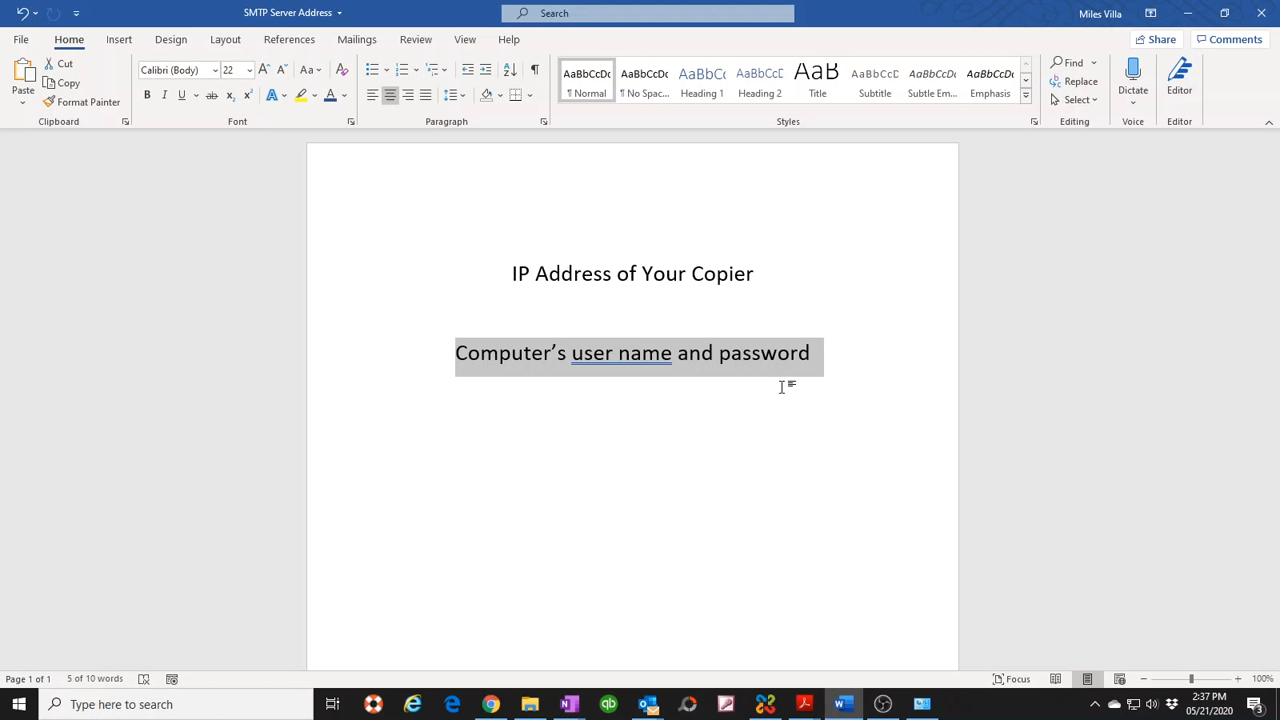 SMTP Server Address
Search
Miles Villa
File Home Insert Design Layout References Mailings Review View Help
Share Comments
Paste
Cut
Copy
Format Painter
Clipboard
Calibri (Body) 22
Font
Paragraph
AaBbCcDc AaBbCcDc AaBbCcC AaBbCcD AaB AaBbCcD AaBbCcDc AaBbCcDc
¶ Normal ¶ No Spac... Heading 1 Heading 2 Title Subtitle Subtle Em... Emphasis
Styles
Find
Replace
Select
Editing
Dictate
Voice
Editor
Editor
IP Address of Your Copier
Computer’s user name and password
Page 1 of 1 5 of 10 words
Focus
100%
Type here to search
2:37 PM
05/21/2020
3